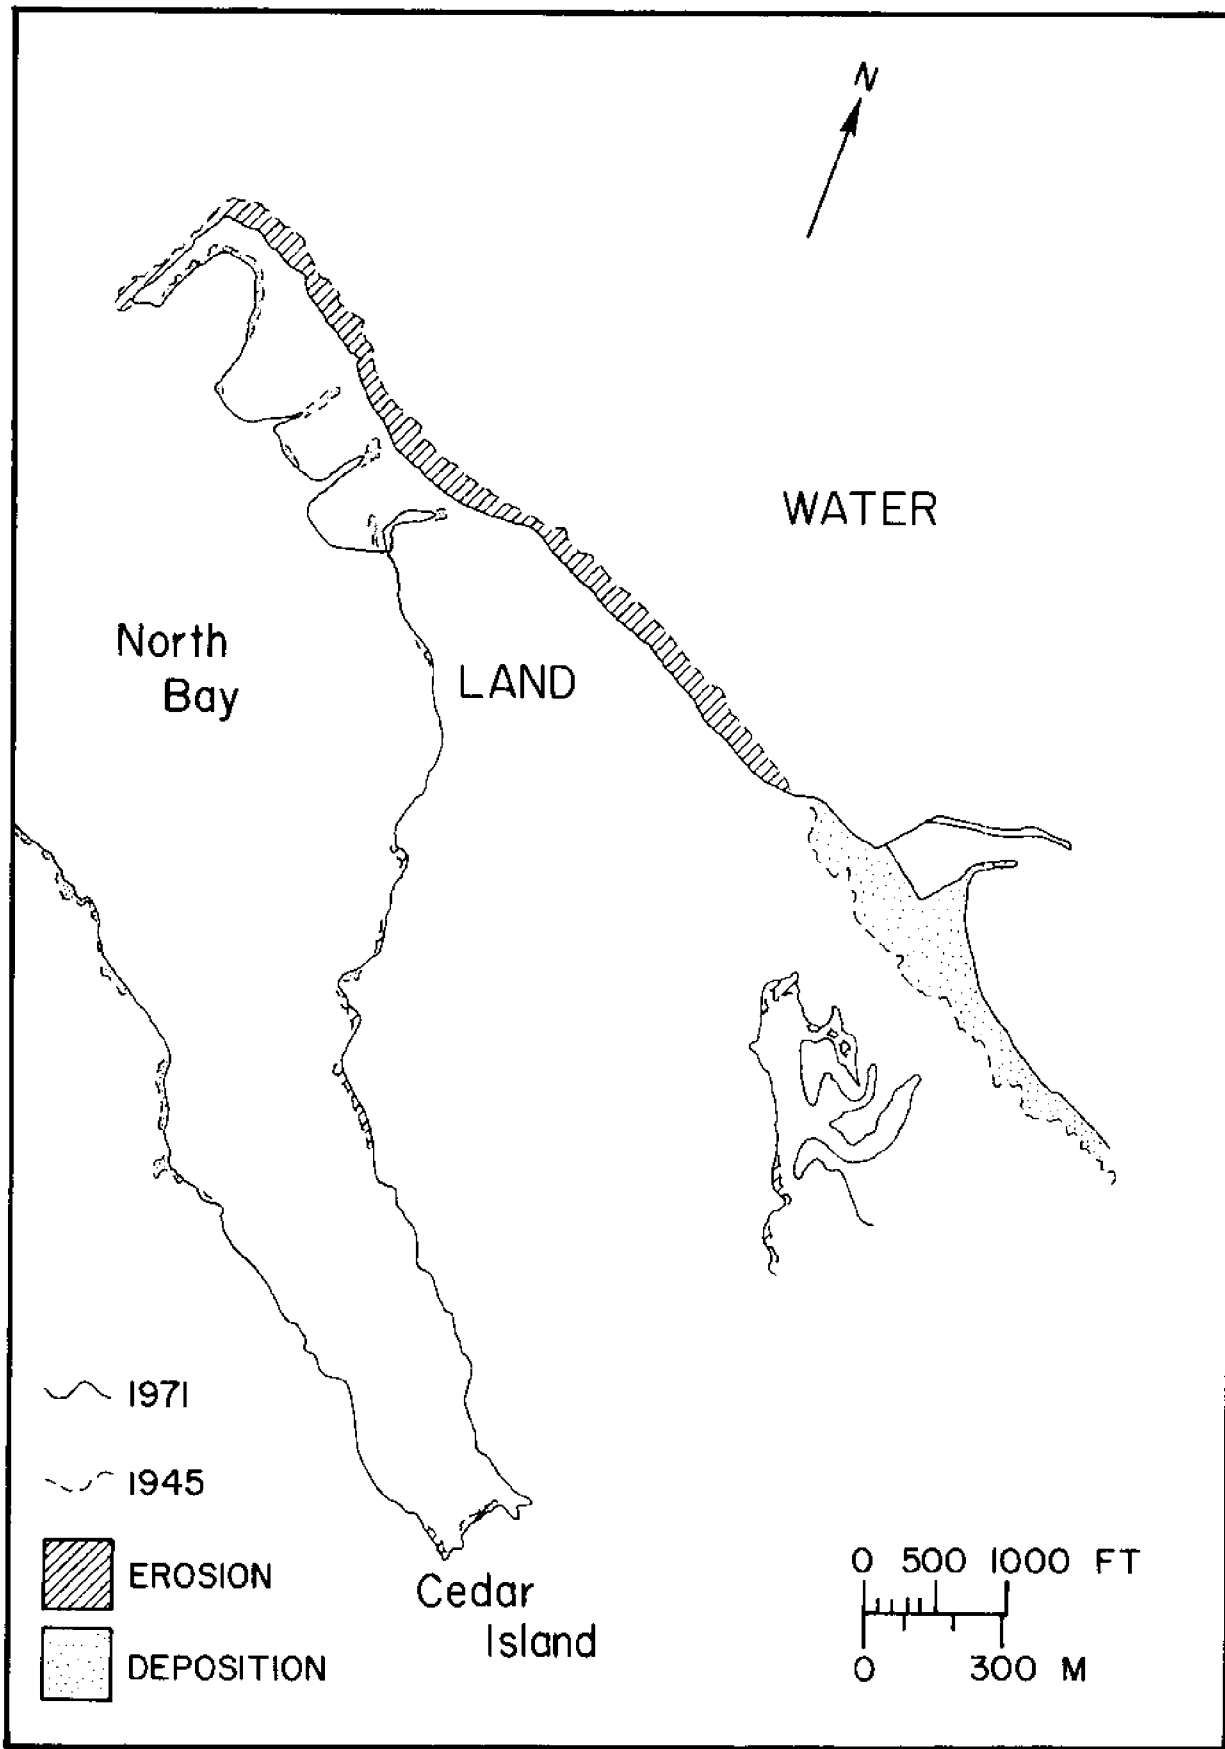 N
WATER
North
Bay
LAND
1971
1945
EROSION
DEPOSITION
Cedar
Island
0 500 1000 FT
0 300 M